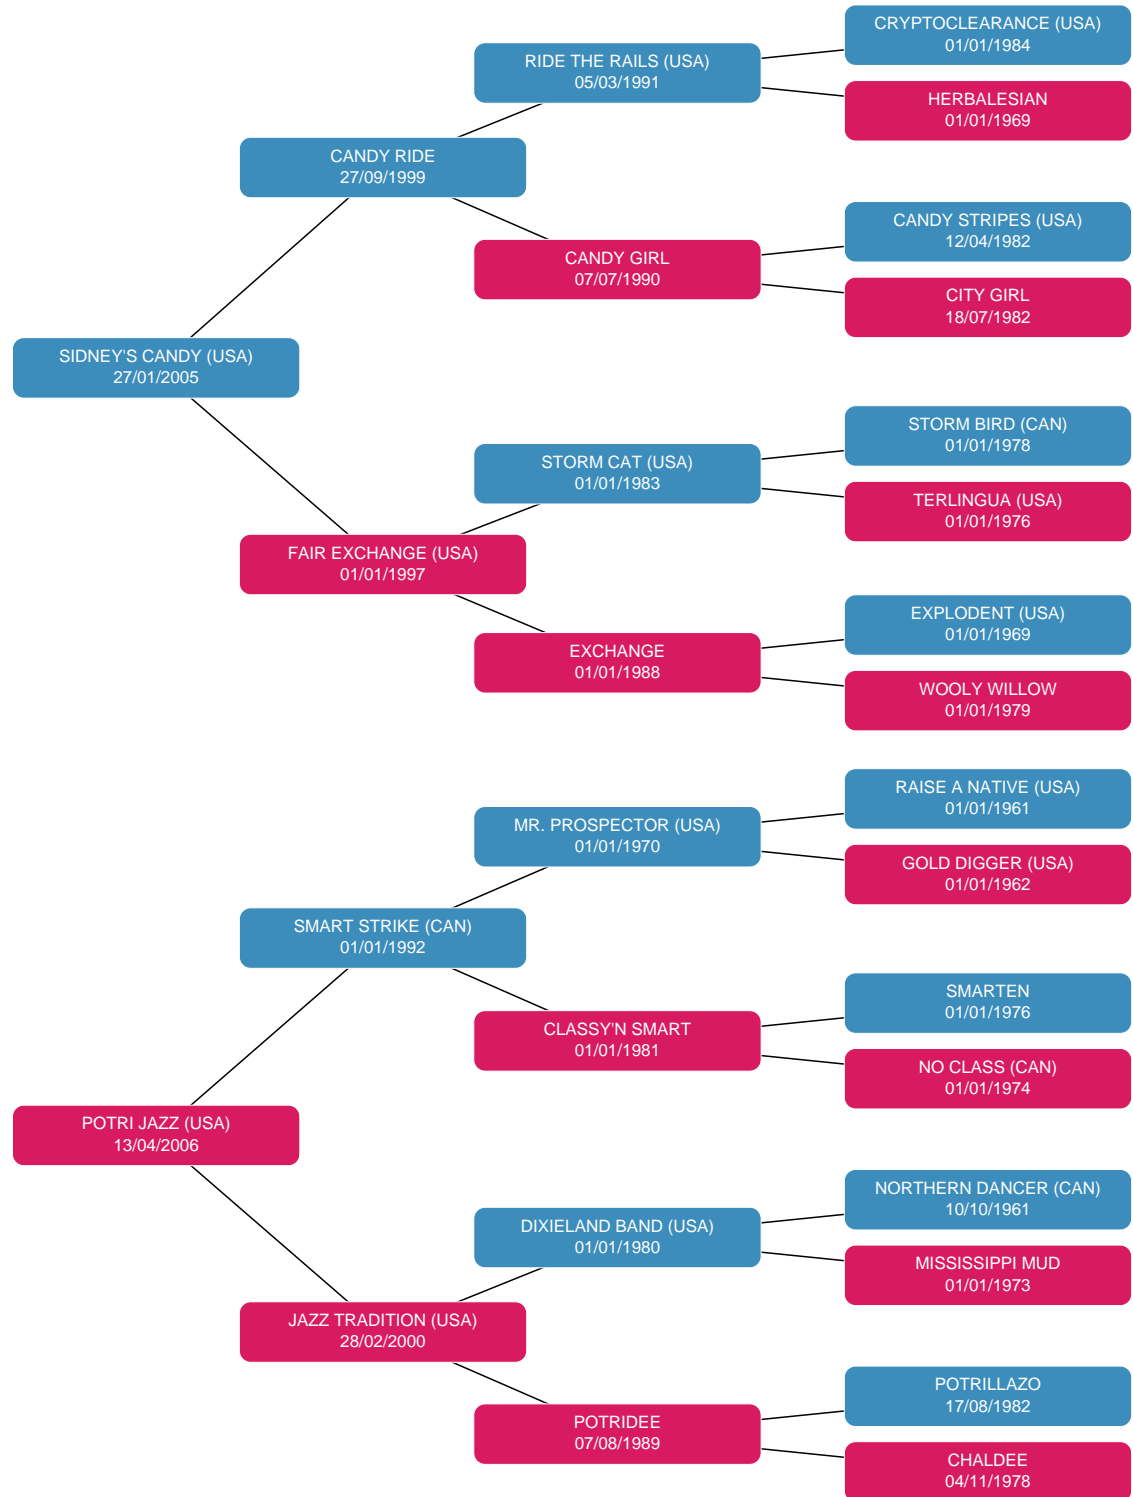 CRYPTOCLEARANCE (USA)
01/01/1984
RIDE THE RAILS (USA)
05/03/1991
HERBALESIAN
01/01/1969
CANDY RIDE
27/09/1999
CANDY STRIPES (USA)
12/04/1982
CANDY GIRL
07/07/1990
CITY GIRL
18/07/1982
SIDNEY'S CANDY (USA)
27/01/2005
STORM BIRD (CAN)
01/01/1978
STORM CAT (USA)
01/01/1983
TERLINGUA (USA)
01/01/1976
FAIR EXCHANGE (USA)
01/01/1997
EXPLODENT (USA)
01/01/1969
EXCHANGE
01/01/1988
WOOLY WILLOW
01/01/1979
RAISE A NATIVE (USA)
01/01/1961
MR. PROSPECTOR (USA)
01/01/1970
GOLD DIGGER (USA)
01/01/1962
SMART STRIKE (CAN)
01/01/1992
SMARTEN
01/01/1976
CLASSY'N SMART
01/01/1981
NO CLASS (CAN)
01/01/1974
POTRI JAZZ (USA)
13/04/2006
NORTHERN DANCER (CAN)
10/10/1961
DIXIELAND BAND (USA)
01/01/1980
MISSISSIPPI MUD
01/01/1973
JAZZ TRADITION (USA)
28/02/2000
POTRILLAZO
17/08/1982
POTRIDEE
07/08/1989
CHALDEE
04/11/1978